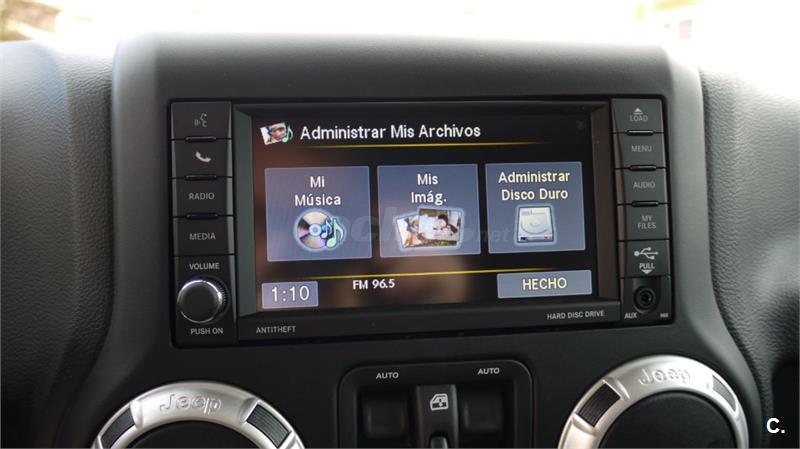 Administrar Mis Archivos
Mi
Música
Mis
Imág.
Administrar
Disco Duro
1:10
FM 96.5
HECHO
RADIO
MEDIA
VOLUME
PUSH ON
ANTITHEFT
HARD DISC DRIVE
LOAD
MENU
AUDIO
MY
FILES
PULL
AUX
AUTO
AUTO
Jeep
Jeep
C.